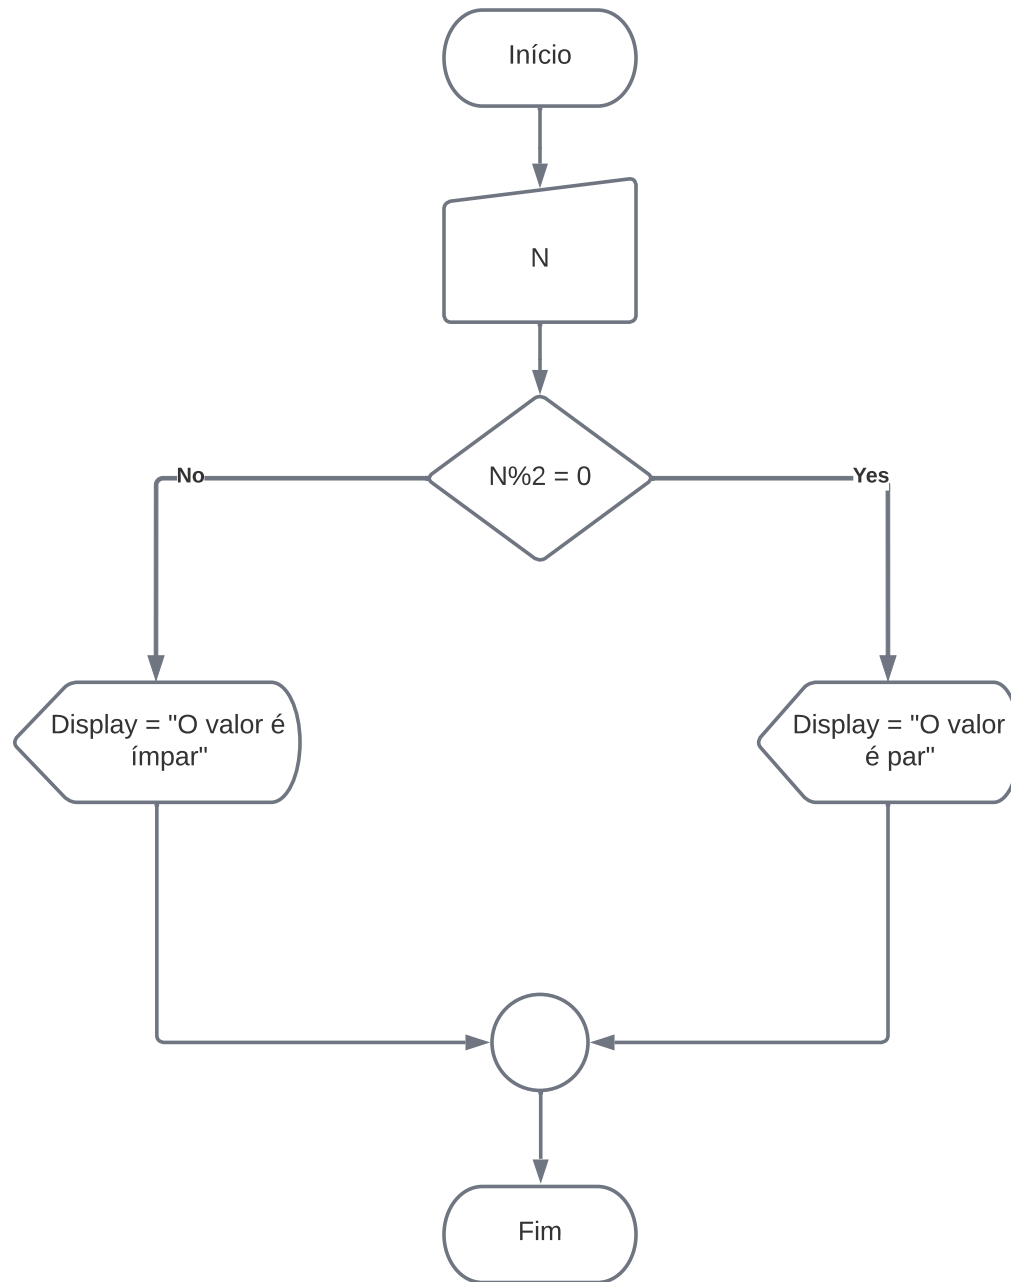 Início
N
N%2 = 0
No
Yes
Display = "O valor é
ímpar"
Display = "O valor
é par"
Fim